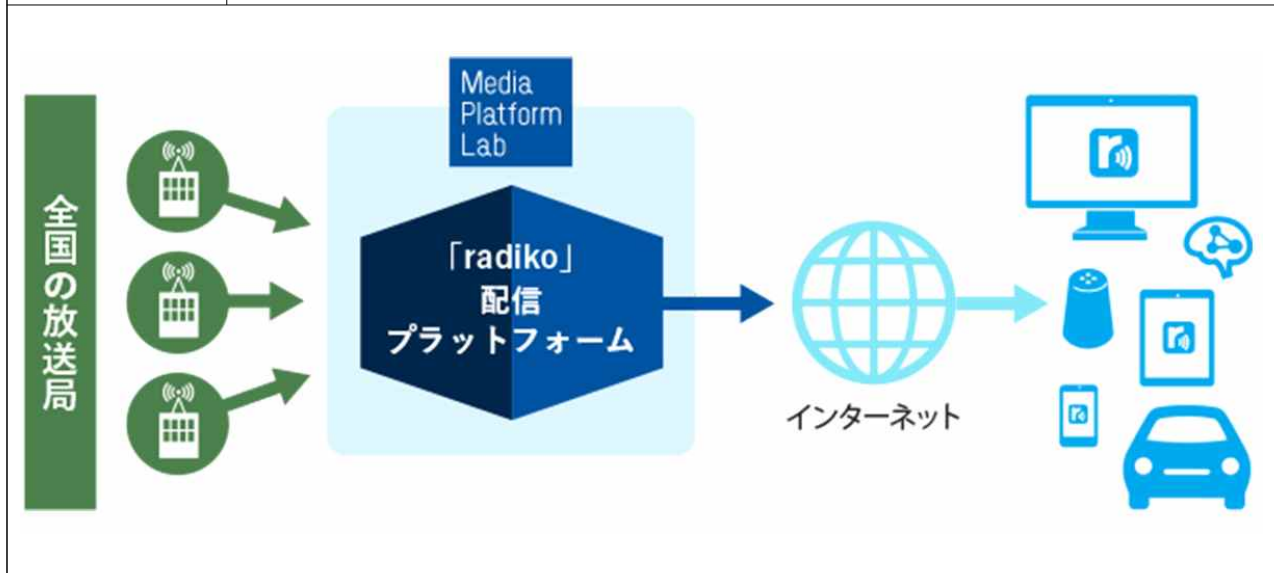 全国の放送局
Media
Platform
Lab
「radiko」
配信
プラットフォーム
インターネット